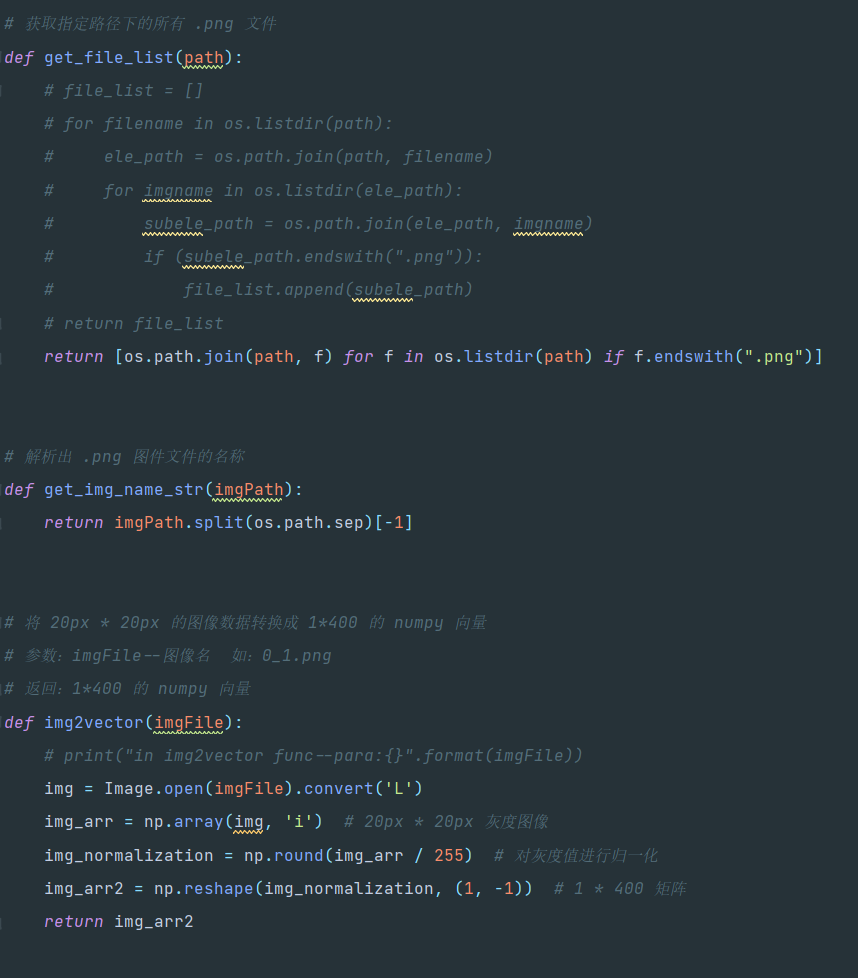 # 获取指定路径下的所有 .png 文件
def get_file_list(path):
    # file_list = []
    # for filename in os.listdir(path):
    #     ele_path = os.path.join(path, filename)
    #     for imgname in os.listdir(ele_path):
    #         subele_path = os.path.join(ele_path, imgname)
    #         if (subele_path.endswith(".png")):
    #             file_list.append(subele_path)
    # return file_list
    return [os.path.join(path, f) for f in os.listdir(path) if f.endswith(".png")]
# 解析出 .png 图件文件的名称
def get_img_name_str(imgPath):
    return imgPath.split(os.path.sep)[-1]
# 将 20px * 20px 的图像数据转换成 1*400 的 numpy 向量
# 参数：imgFile--图像名  如：0_1.png
# 返回：1*400 的 numpy 向量
def img2vector(imgFile):
    # print("in img2vector func--para:{}".format(imgFile))
    img = Image.open(imgFile).convert('L')
    img_arr = np.array(img, 'i')  # 20px * 20px 灰度图像
    img_normalization = np.round(img_arr / 255)  # 对灰度值进行归一化
    img_arr2 = np.reshape(img_normalization, (1, -1))  # 1 * 400 矩阵
    return img_arr2